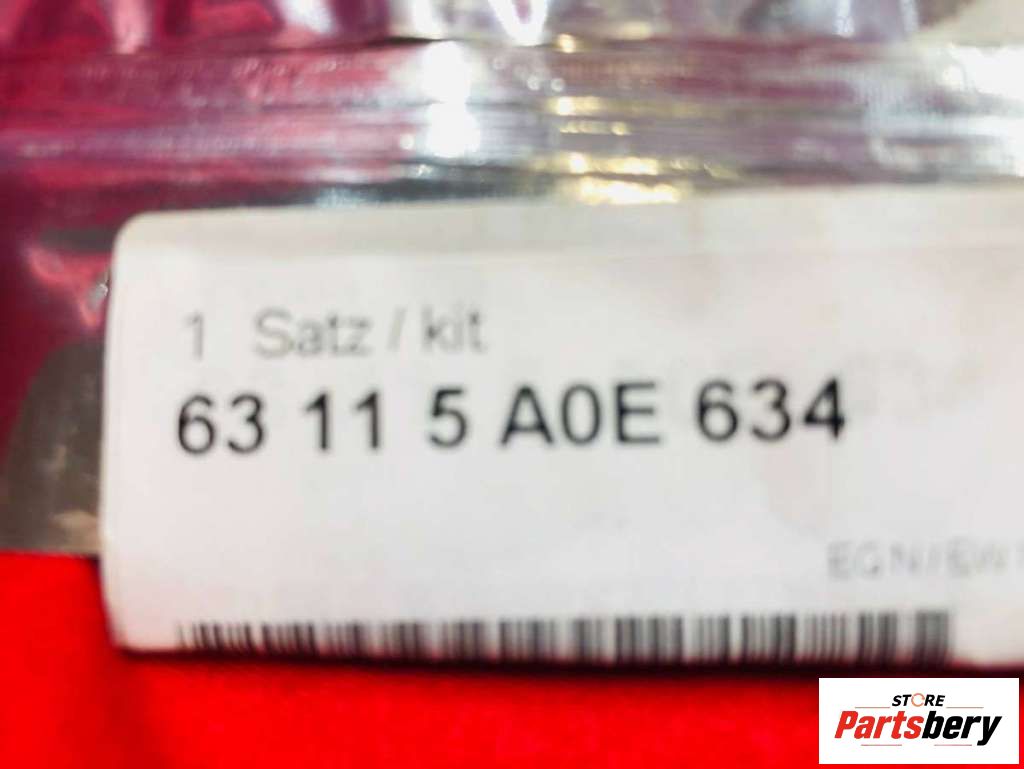 1 Satz / kit
63 11 5 A0E 634
STORE
Partsbery